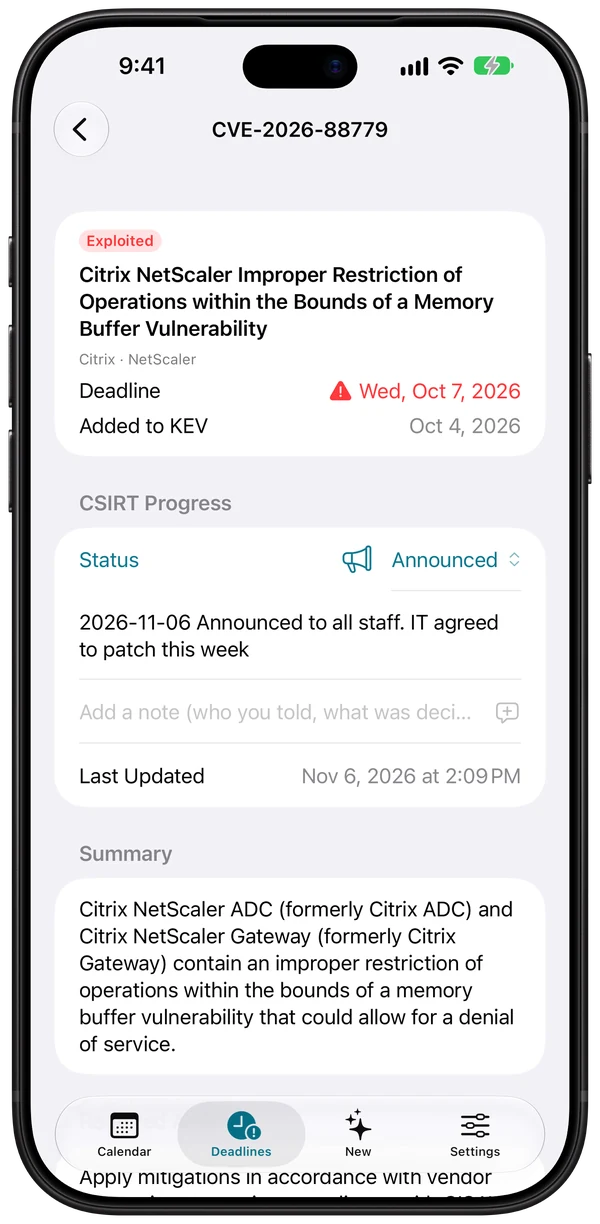 9:41
CVE-2026-88779
Exploited
Citrix NetScaler Improper Restriction of
Operations within the Bounds of a Memory
Buffer Vulnerability
Citrix · NetScaler
Deadline Wed, Oct 7, 2026
Added to KEV Oct 4, 2026
CSIRT Progress
Status Announced
2026-11-06 Announced to all staff. IT agreed
to patch this week
Add a note (who you told, what was deci...
Last Updated Nov 6, 2026 at 2:09 PM
Summary
Citrix NetScaler ADC (formerly Citrix ADC) and
Citrix NetScaler Gateway (formerly Citrix
Gateway) contain an improper restriction of
operations within the bounds of a memory
buffer vulnerability that could allow for a denial
of service.
Calendar Deadlines New Settings
Apply mitigations in accordance with vendor